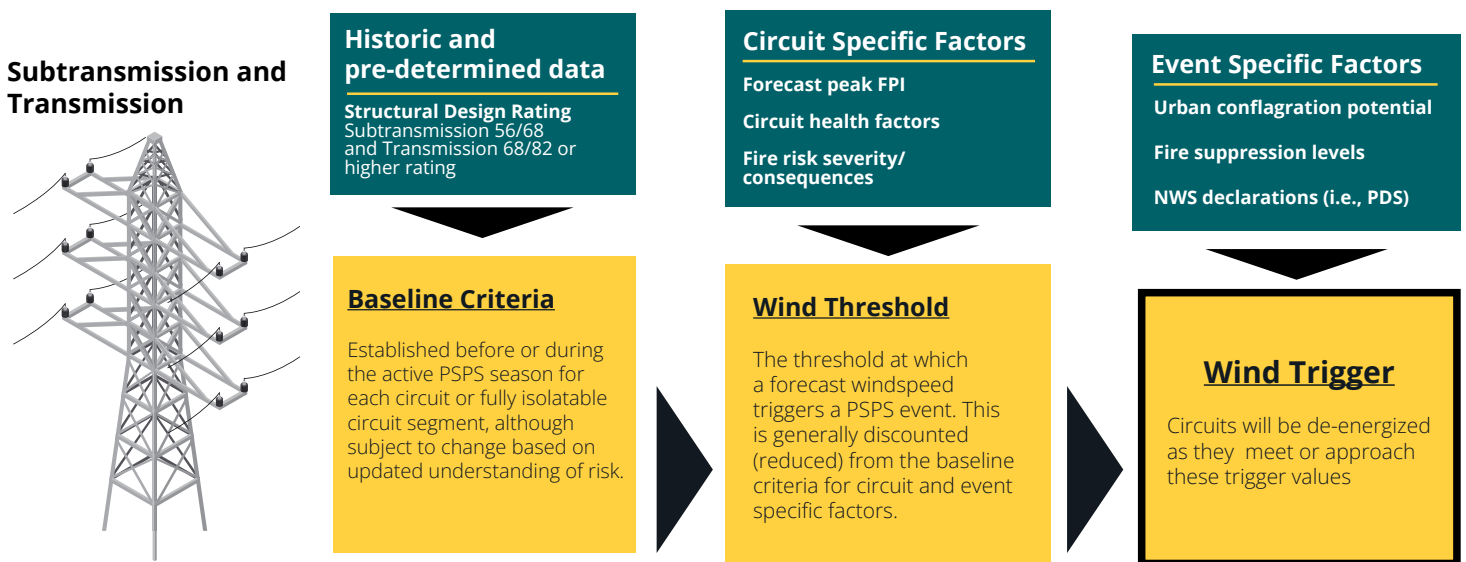 Subtransmission and
Transmission
Historic and
pre-determined data
Structural Design Rating
Subtransmission 56/68
and Transmission 68/82 or
higher rating
Baseline Criteria
Established before or during
the active PSPS season for
each circuit or fully isolatable
circuit segment, although
subject to change based on
updated understanding of risk.
Circuit Specific Factors
Forecast peak FPI
Circuit health factors
Fire risk severity/
consequences
Wind Threshold
The threshold at which
a forecast windspeed
triggers a PSPS event. This
is generally discounted
(reduced) from the baseline
criteria for circuit and event
specific factors.
Event Specific Factors
Urban conflagration potential
Fire suppression levels
NWS declarations (i.e., PDS)
Wind Trigger
Circuits will be de-energized
as they meet or approach
these trigger values